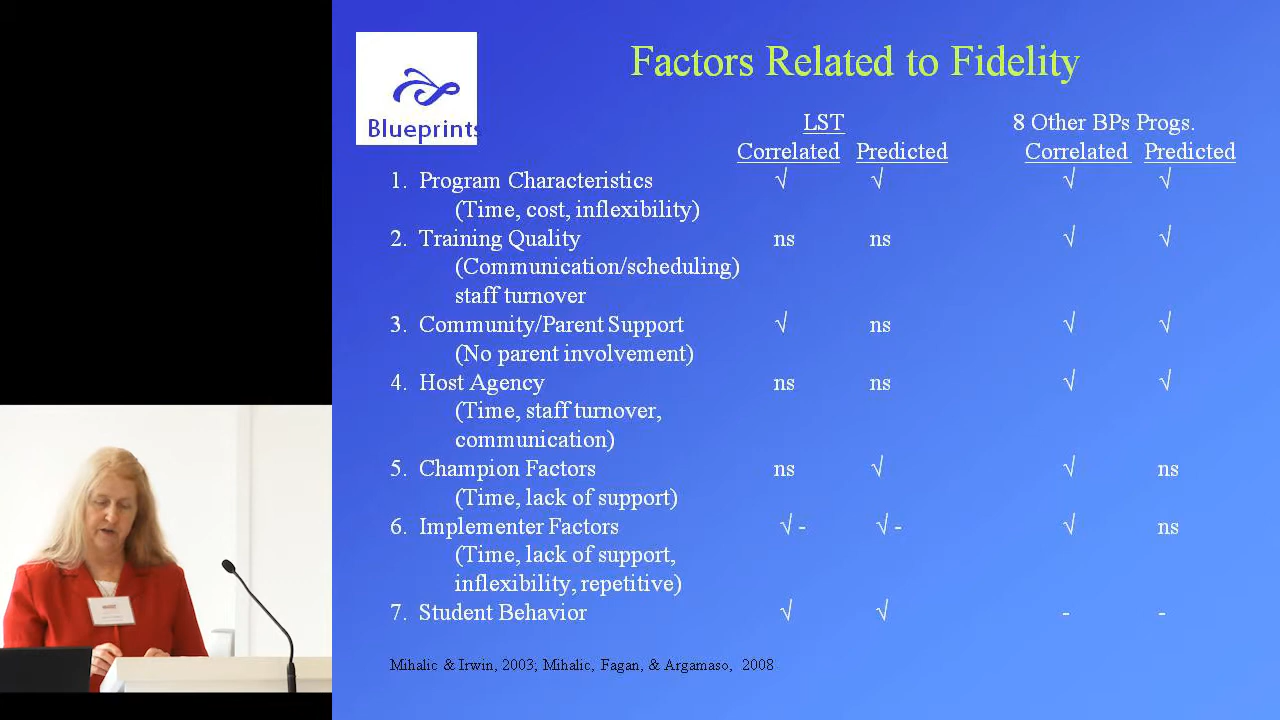 Blueprints
Factors Related to Fidelity
LST 8 Other BPs Progs.
Correlated Predicted Correlated Predicted
1. Program Characteristics √ √ √ √
(Time, cost, inflexibility)
2. Training Quality ns ns √ √
(Communication/scheduling)
staff turnover
3. Community/Parent Support √ ns √ √
(No parent involvement)
4. Host Agency ns ns √ √
(Time, staff turnover,
communication)
5. Champion Factors ns √ √ ns
(Time, lack of support)
6. Implementer Factors √ - √ - √ ns
(Time, lack of support,
inflexibility, repetitive)
7. Student Behavior √ √ - -
Mihalic & Irwin, 2003; Mihalic, Fagan, & Argamaso, 2008